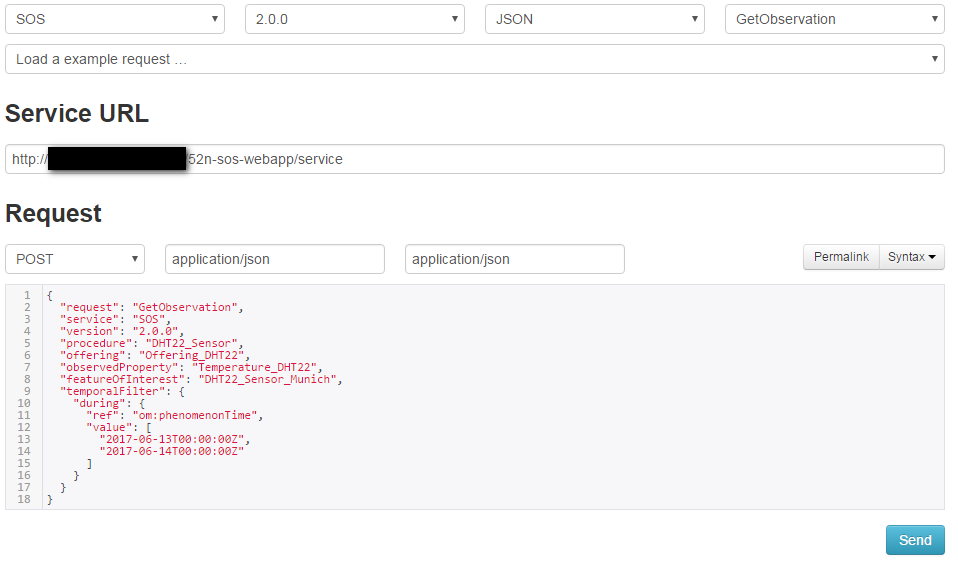 SOS 2.0.0 JSON GetObservation
Load a example request ...
Service URL
http:// 52n-sos-webapp/service
Request
POST application/json application/json Permalink Syntax
1 {
2 "request": "GetObservation",
3 "service": "SOS",
4 "version": "2.0.0",
5 "procedure": "DHT22_Sensor",
6 "offering": "Offering_DHT22",
7 "observedProperty": "Temperature_DHT22",
8 "featureOfInterest": "DHT22_Sensor_Munich",
9 "temporalFilter": {
10 "during": {
11 "ref": "om:phenomenonTime",
12 "value": [
13 "2017-06-13T00:00:00Z",
14 "2017-06-14T00:00:00Z"
15 ]
16 }
17 }
18 }
Send